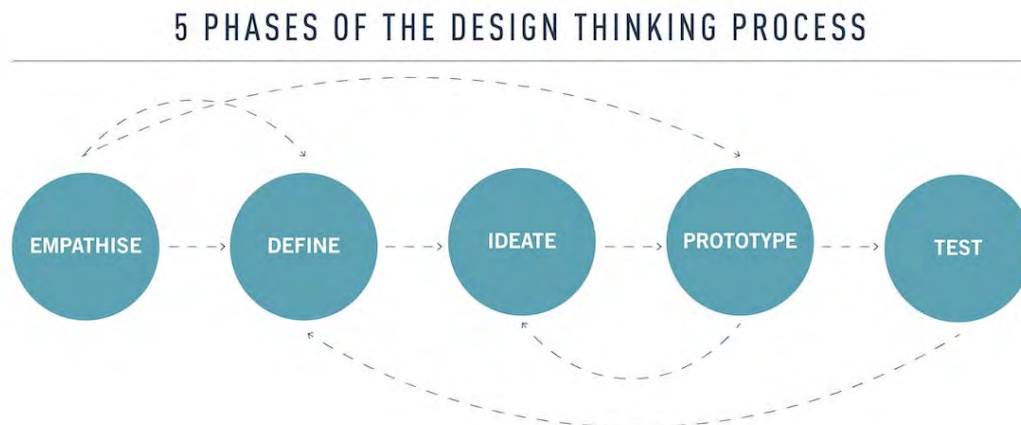 5 PHASES OF THE DESIGN THINKING PROCESS
EMPATHISE
DEFINE
IDEATE
PROTOTYPE
TEST